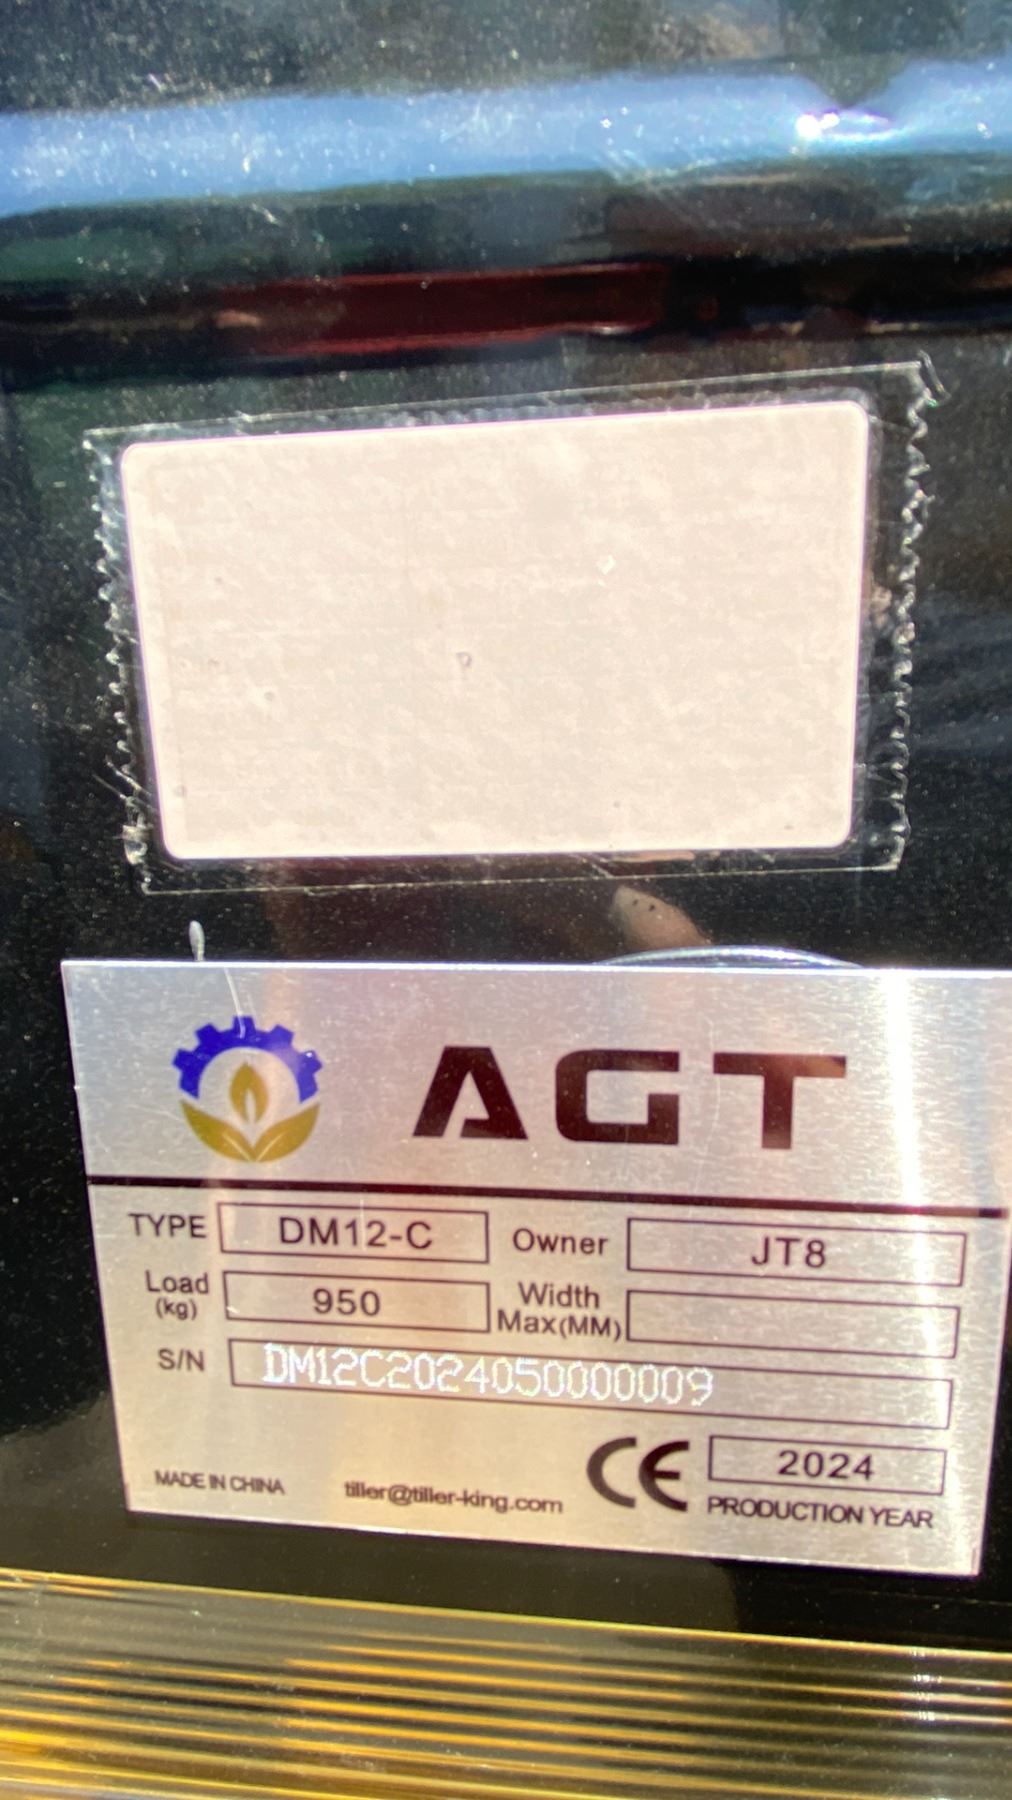 AGT
TYPE DM12-C Owner JT8
Load (kg) 950 Width Max(MM)
S/N DM12C2024050000009
CE 2024
MADE IN CHINA tiller@tiller-king.com PRODUCTION YEAR